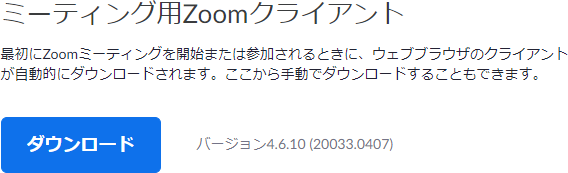 ミーティング用Zoomクライアント
最初にZoomミーティングを開始または参加されるときに、ウェブブラウザのクライアント
が自動的にダウンロードされます。ここから手動でダウンロードすることもできます。
ダウンロード
バージョン4.6.10 (20033.0407)